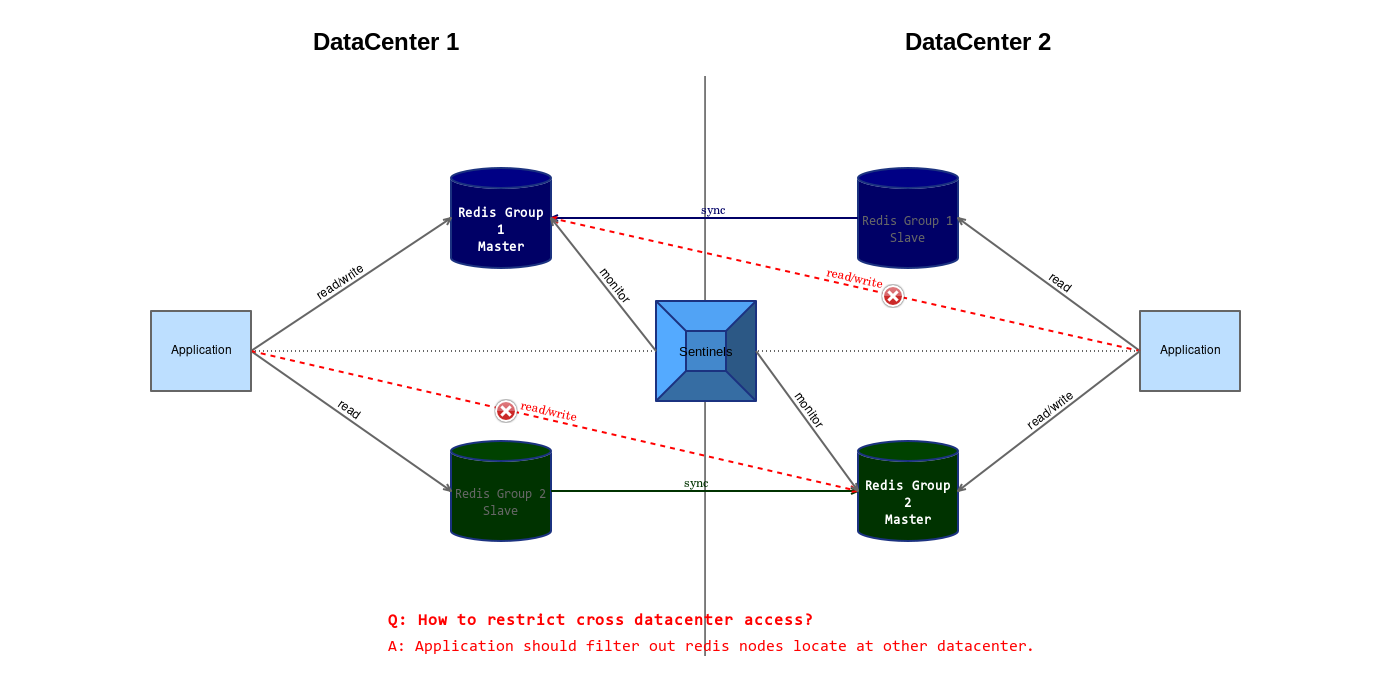 DataCenter 1
DataCenter 2
Redis Group
1
Master
sync
Redis Group 1
Slave
read/write
monitor
read/write
read
Application
Sentinels
Application
read
read/write
monitor
read/write
Redis Group 2
Slave
sync
Redis Group
2
Master
Q: How to restrict cross datacenter access?
A: Application should filter out redis nodes locate at other datacenter.